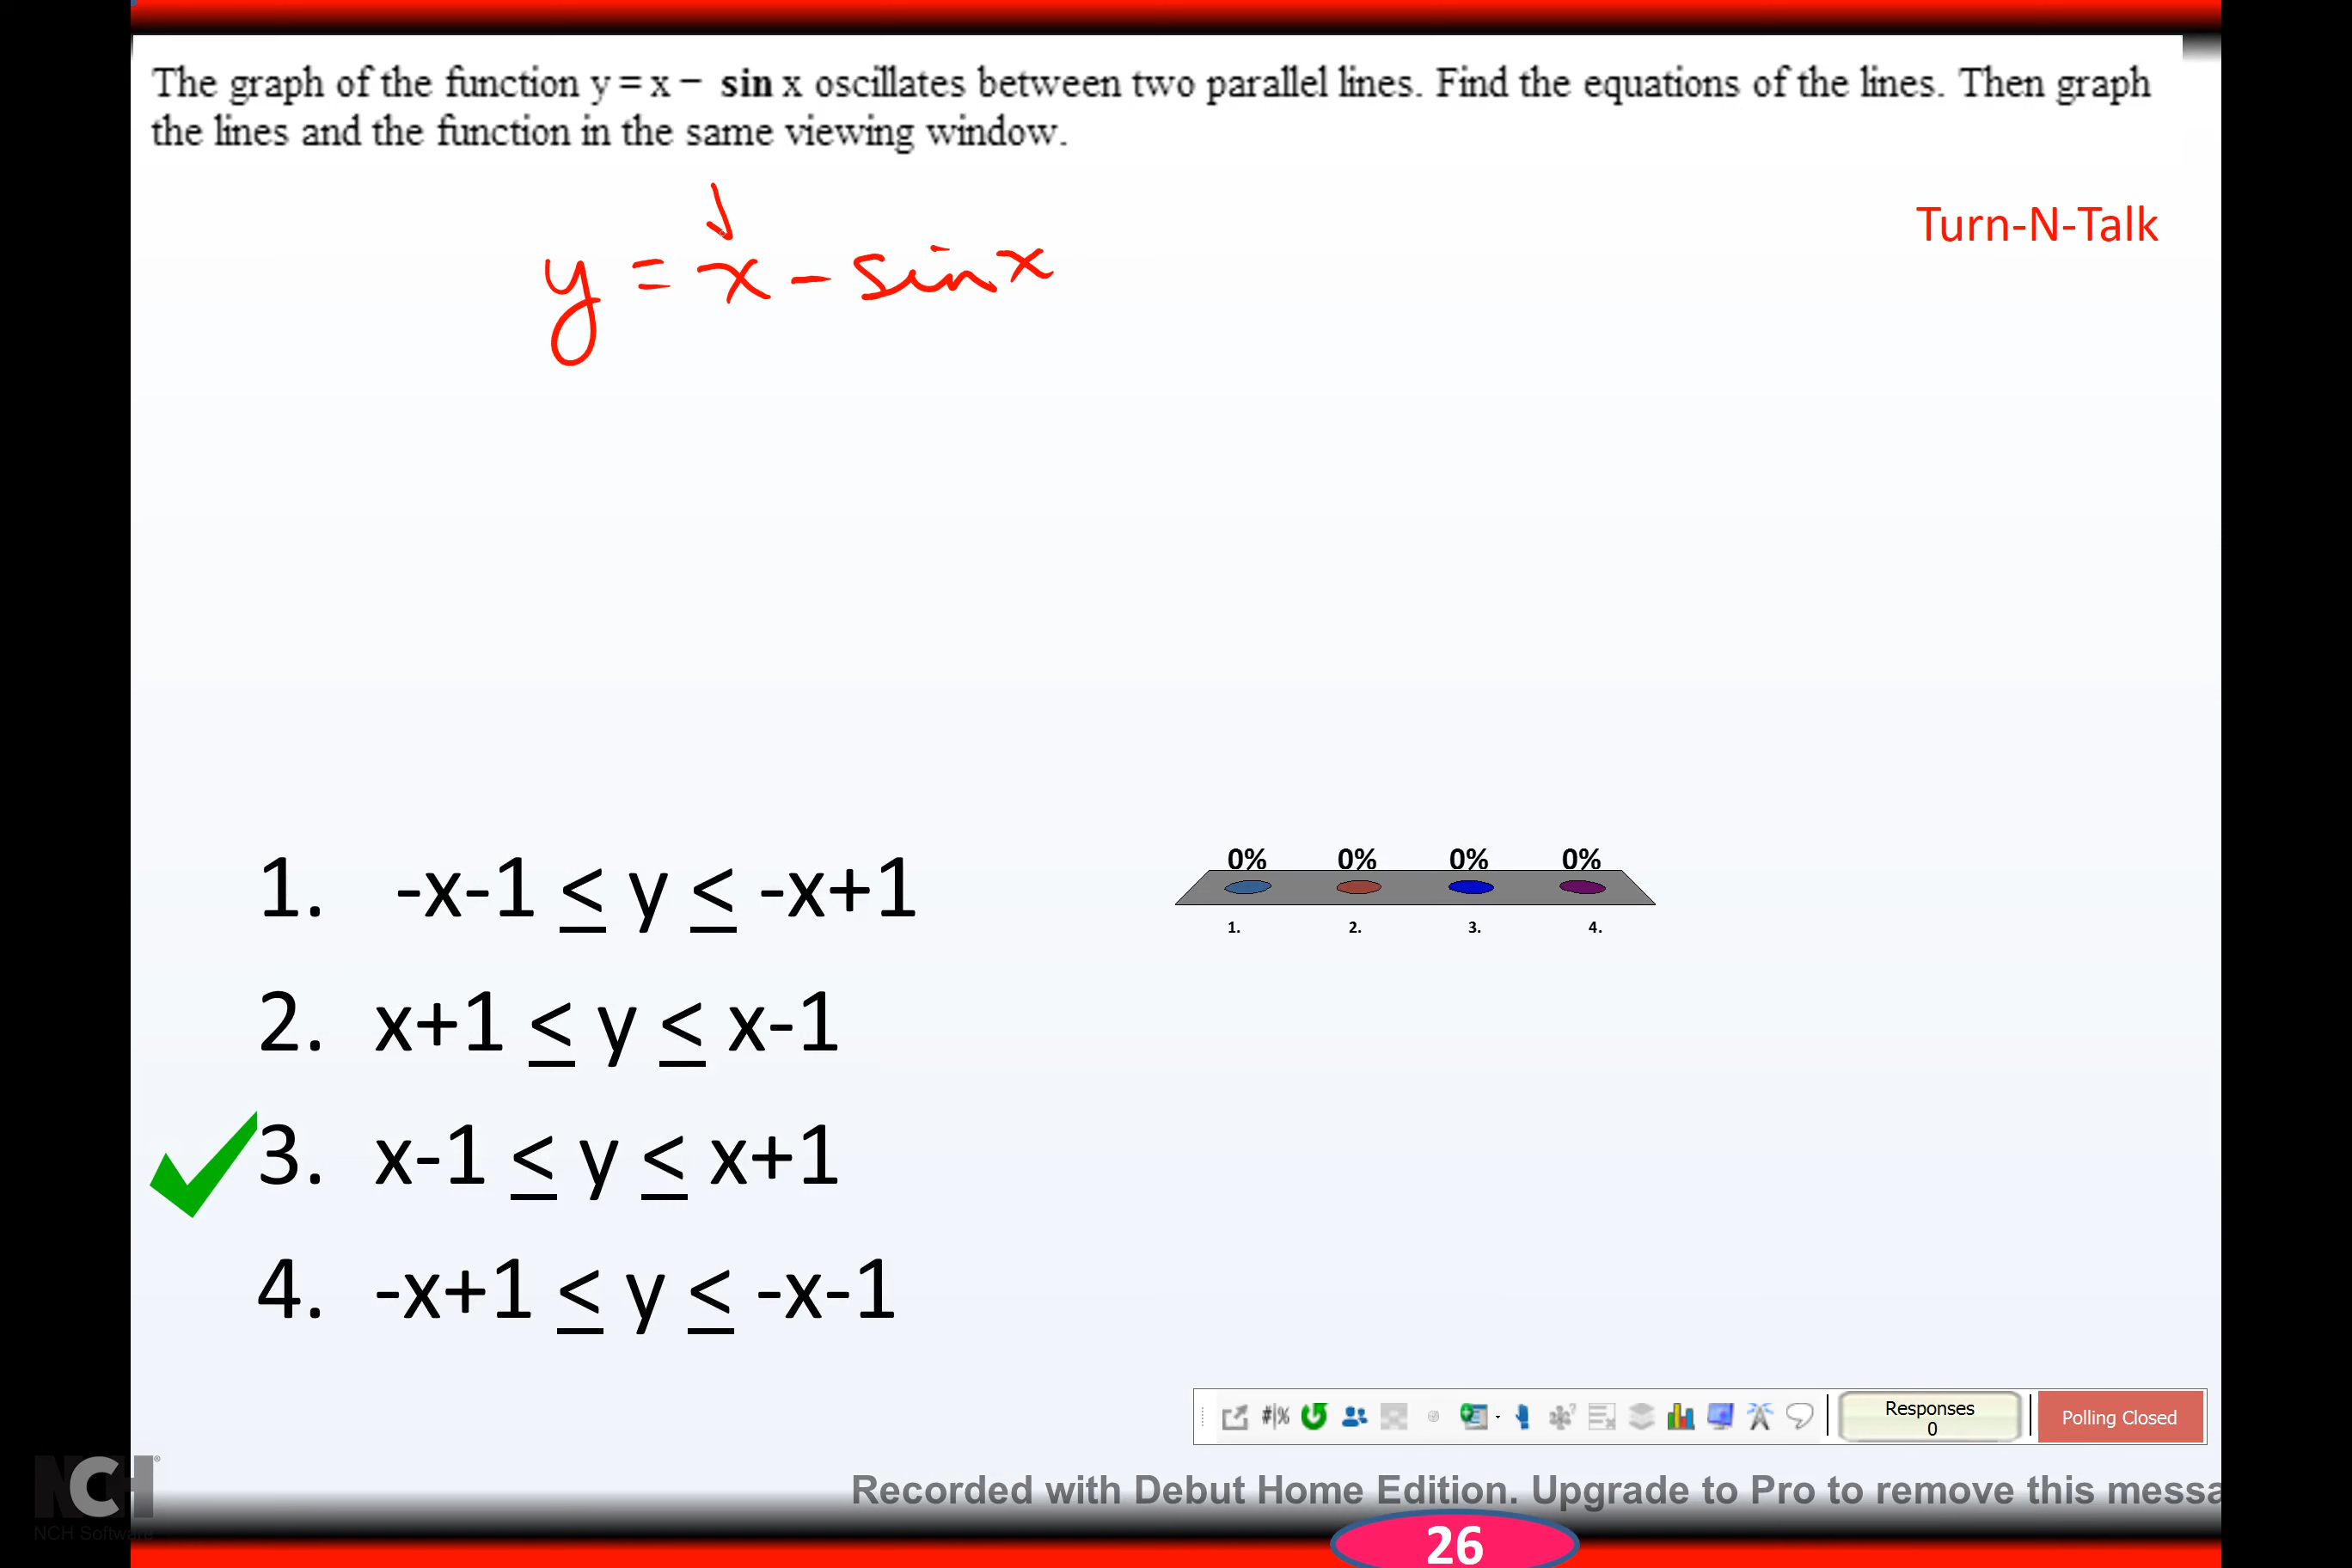 The graph of the function y = x − sin x oscillates between two parallel lines. Find the equations of the lines. Then graph
the lines and the function in the same viewing window.
Turn-N-Talk
y = x - sin x
1. -x-1 ≤ y ≤ -x+1
2. x+1 ≤ y ≤ x-1
3. x-1 ≤ y ≤ x+1
4. -x+1 ≤ y ≤ -x-1
0% 0% 0% 0%
1. 2. 3. 4.
#|% ?
Responses
0
Polling Closed
NCH®
NCH Software
Recorded with Debut Home Edition. Upgrade to Pro to remove this messa
26